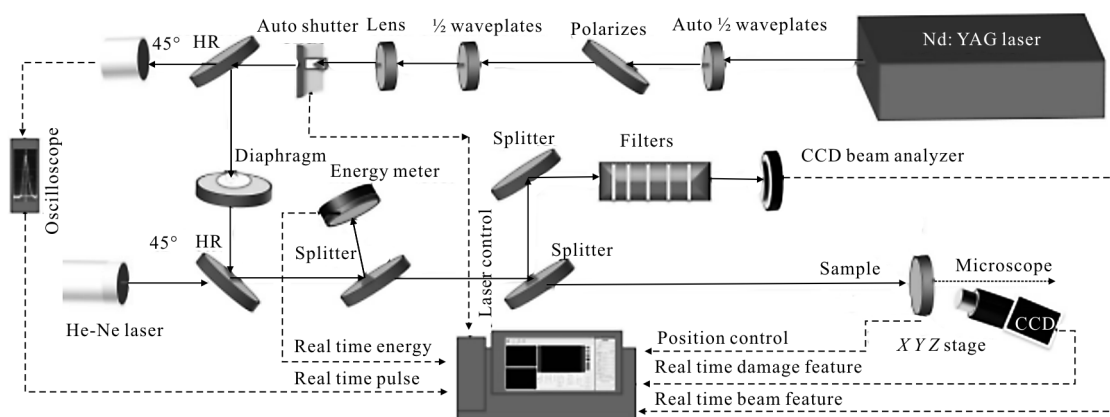 45°
HR
Auto shutter
Lens
½ waveplates
Polarizes
Auto ½ waveplates
Nd: YAG laser
Oscilloscope
Diaphragm
Energy meter
Splitter
Filters
CCD beam analyzer
45°
HR
Splitter
Laser control
Splitter
Sample
Microscope
He-Ne laser
CCD
XYZ stage
Real time energy
Position control
Real time pulse
Real time damage feature
Real time beam feature